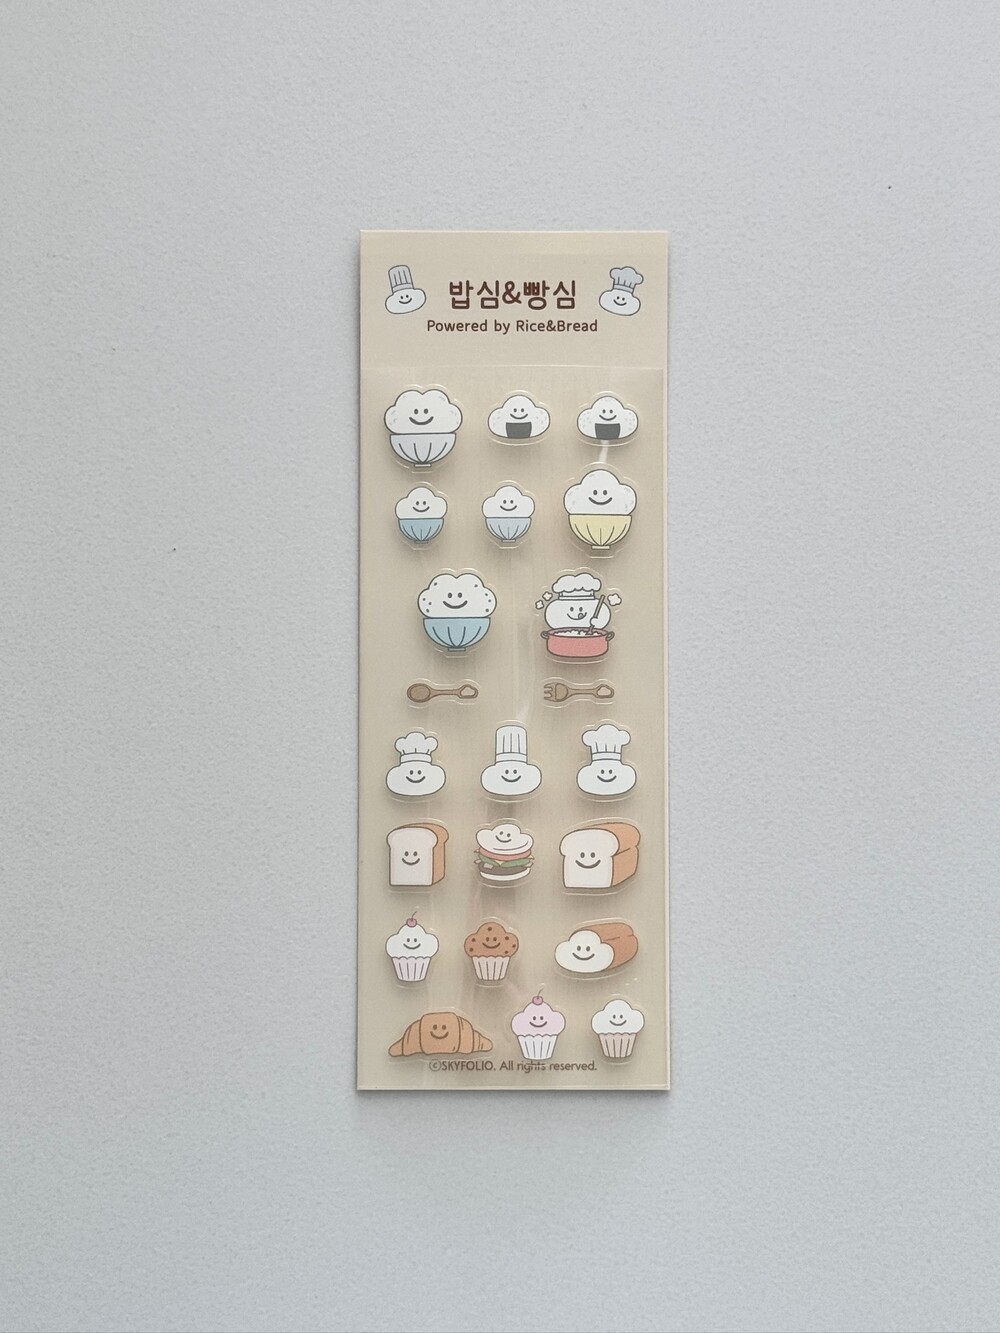 밥심&빵심
Powered by Rice&Bread
©SKYFOLIO. All rights reserved.